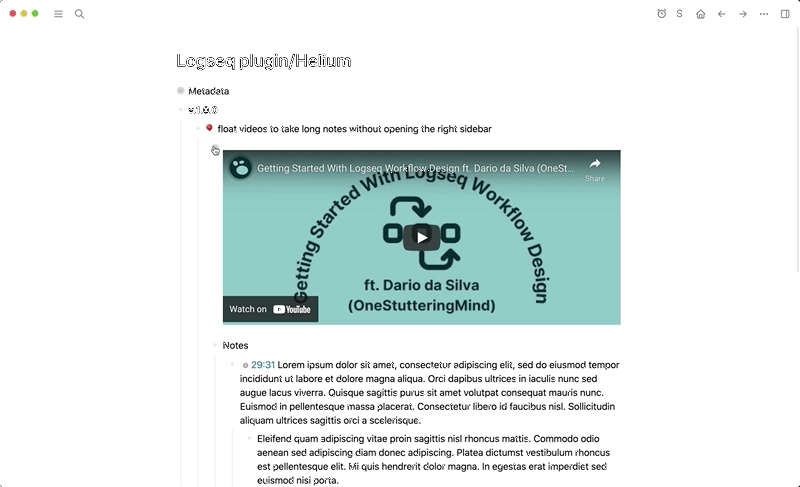 S
Logseq plugin/Helium
Metadata
v.1.0.0
float videos to take long notes without opening the right sidebar
Getting Started With Logseq Workflow Design ft. Dario da Silva (OneSt...
Share
Getting Started With Logseq Workflow Design
ft. Dario da Silva
(OneStutteringMind)
Watch on YouTube
Notes
29:31 Lorem ipsum dolor sit amet, consectetur adipiscing elit, sed do eiusmod tempor
incididunt ut labore et dolore magna aliqua. Orci dapibus ultrices in iaculis nunc sed
augue lacus viverra. Quisque sagittis purus sit amet volutpat consequat mauris nunc.
Euismod in pellentesque massa placerat. Consectetur libero id faucibus nisl. Sollicitudin
aliquam ultrices sagittis orci a scelerisque.
Eleifend quam adipiscing vitae proin sagittis nisl rhoncus mattis. Commodo odio
aenean sed adipiscing diam donec adipiscing. Platea dictumst vestibulum rhoncus
est pellentesque elit. Mi quis hendrerit dolor magna. In egestas erat imperdiet sed
euismod nisi porta.